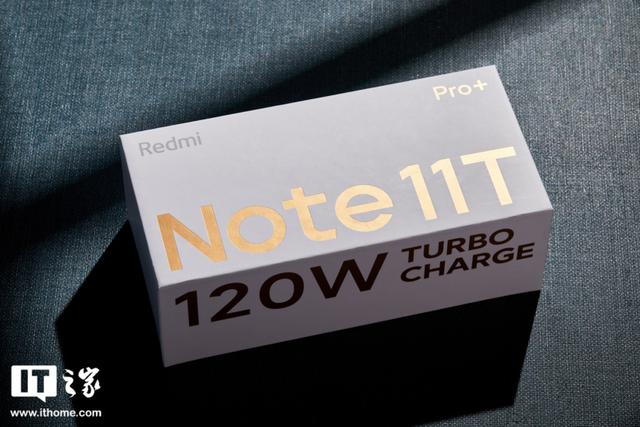 Redmi
Pro+
Note 11T
120W TURBO
CHARGE
IT之家
www.ithome.com